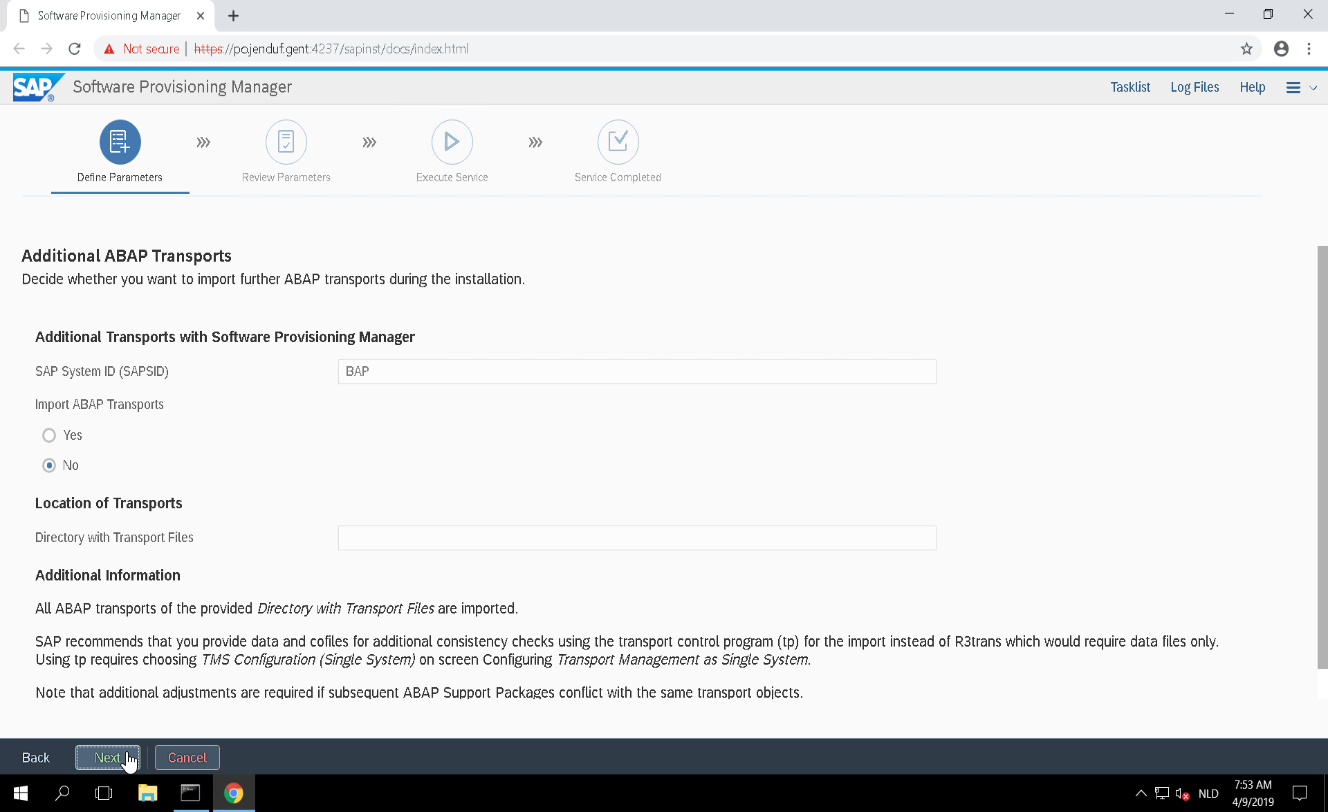 Software Provisioning Manager
Not secure | https://pojenduf.gent:4237/sapinst/docs/index.html
SAP Software Provisioning Manager
Tasklist Log Files Help
Define Parameters
Review Parameters
Execute Service
Service Completed
Additional ABAP Transports
Decide whether you want to import further ABAP transports during the installation.
Additional Transports with Software Provisioning Manager
SAP System ID (SAPSID) BAP
Import ABAP Transports
Yes
No
Location of Transports
Directory with Transport Files
Additional Information
All ABAP transports of the provided Directory with Transport Files are imported.
SAP recommends that you provide data and cofiles for additional consistency checks using the transport control program (tp) for the import instead of R3trans which would require data files only.
Using tp requires choosing TMS Configuration (Single System) on screen Configuring Transport Management as Single System.
Note that additional adjustments are required if subsequent ABAP Support Packages conflict with the same transport objects.
Back Next Cancel
NLD
7:53 AM
4/9/2019